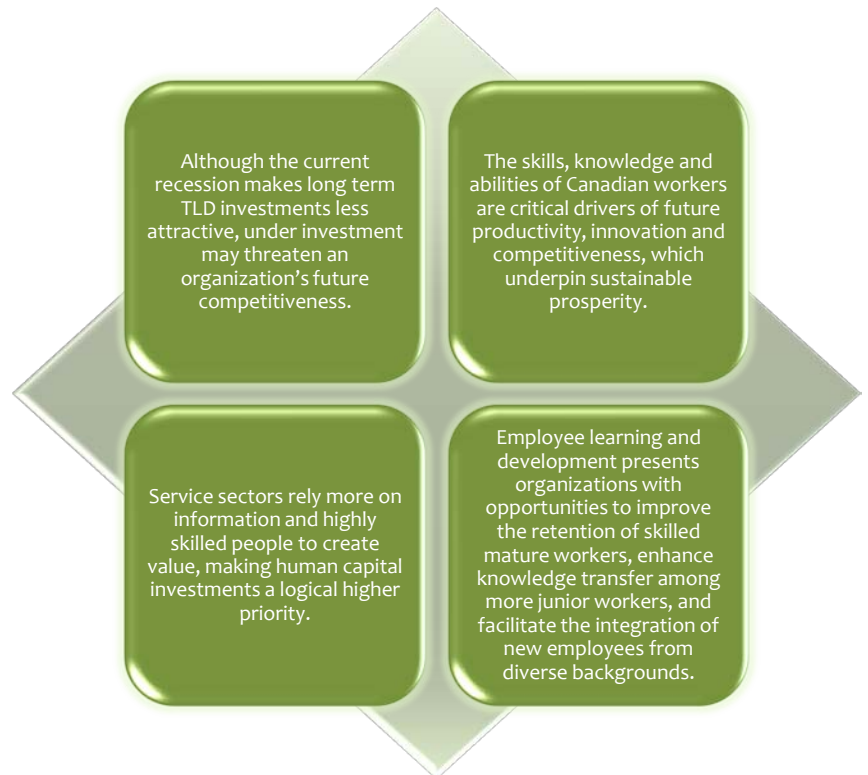 Although the current
recession makes long term
TLD investments less
attractive, under investment
may threaten an
organization’s future
competitiveness.
The skills, knowledge and
abilities of Canadian workers
are critical drivers of future
productivity, innovation and
competitiveness, which
underpin sustainable
prosperity.
Service sectors rely more on
information and highly
skilled people to create
value, making human capital
investments a logical higher
priority.
Employee learning and
development presents
organizations with
opportunities to improve
the retention of skilled
mature workers, enhance
knowledge transfer among
more junior workers, and
facilitate the integration of
new employees from
diverse backgrounds.